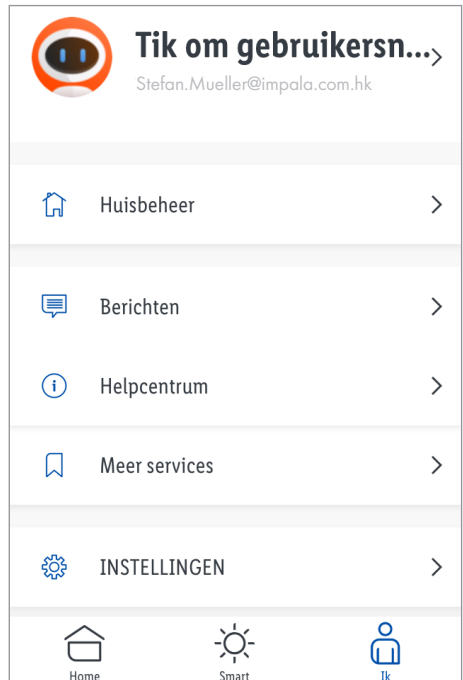 Tik om gebruikersn...
Stefan.Mueller@impala.com.hk
Huisbeheer
Berichten
Helpcentrum
Meer services
INSTELLINGEN
Home
Smart
Ik